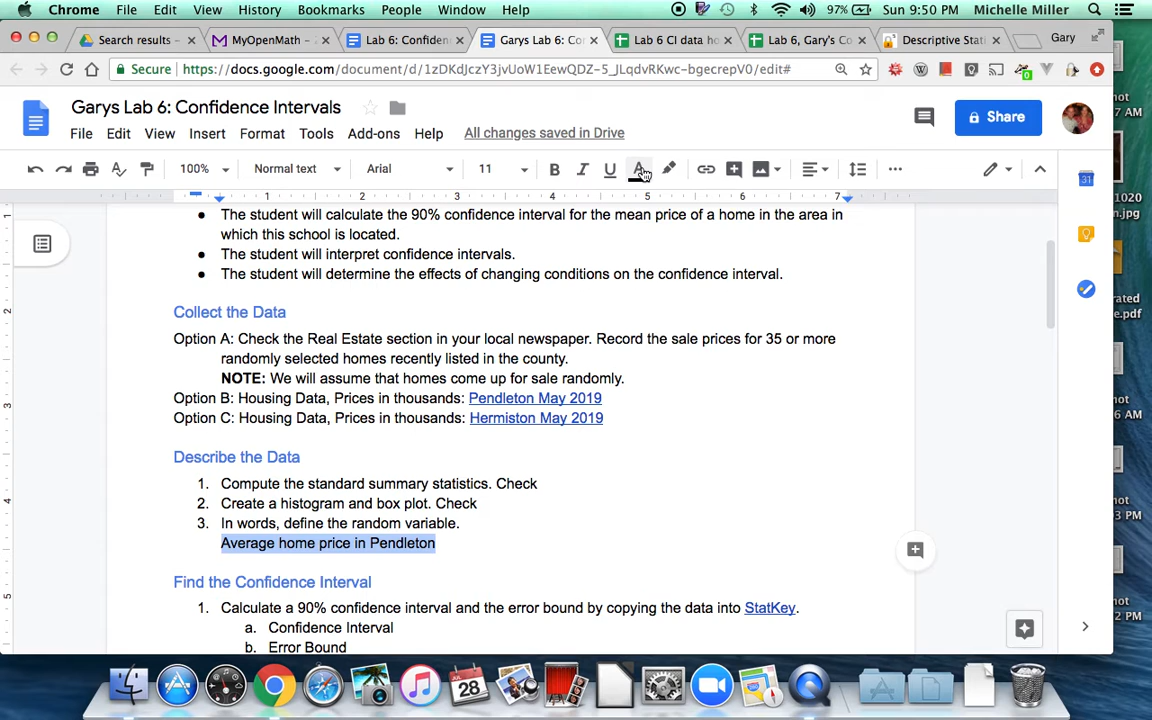 Chrome File Edit View History Bookmarks People Window Help 97% Sun 9:50 PM Michelle Miller
Search results - MyOpenMath - Lab 6: Confiden Garys Lab 6: Con Lab 6 CI data ho Lab 6, Gary's Co Descriptive Stati Gary
Secure https://docs.google.com/document/d/1zDKdJczY3jvUoW1EewQDZ-5_JLqdvRKwc-bgecrepV0/edit#
Garys Lab 6: Confidence Intervals
File Edit View Insert Format Tools Add-ons Help All changes saved in Drive
Share
100% Normal text Arial 11 B I U A
1 2 3 4 5 6 7
The student will calculate the 90% confidence interval for the mean price of a home in the area in
which this school is located.
The student will interpret confidence intervals.
The student will determine the effects of changing conditions on the confidence interval.
Collect the Data
Option A: Check the Real Estate section in your local newspaper. Record the sale prices for 35 or more
randomly selected homes recently listed in the county.
NOTE: We will assume that homes come up for sale randomly.
Option B: Housing Data, Prices in thousands: Pendleton May 2019
Option C: Housing Data, Prices in thousands: Hermiston May 2019
Describe the Data
1. Compute the standard summary statistics. Check
2. Create a histogram and box plot. Check
3. In words, define the random variable.
Average home price in Pendleton
Find the Confidence Interval
1. Calculate a 90% confidence interval and the error bound by copying the data into StatKey.
a. Confidence Interval
b. Error Bound